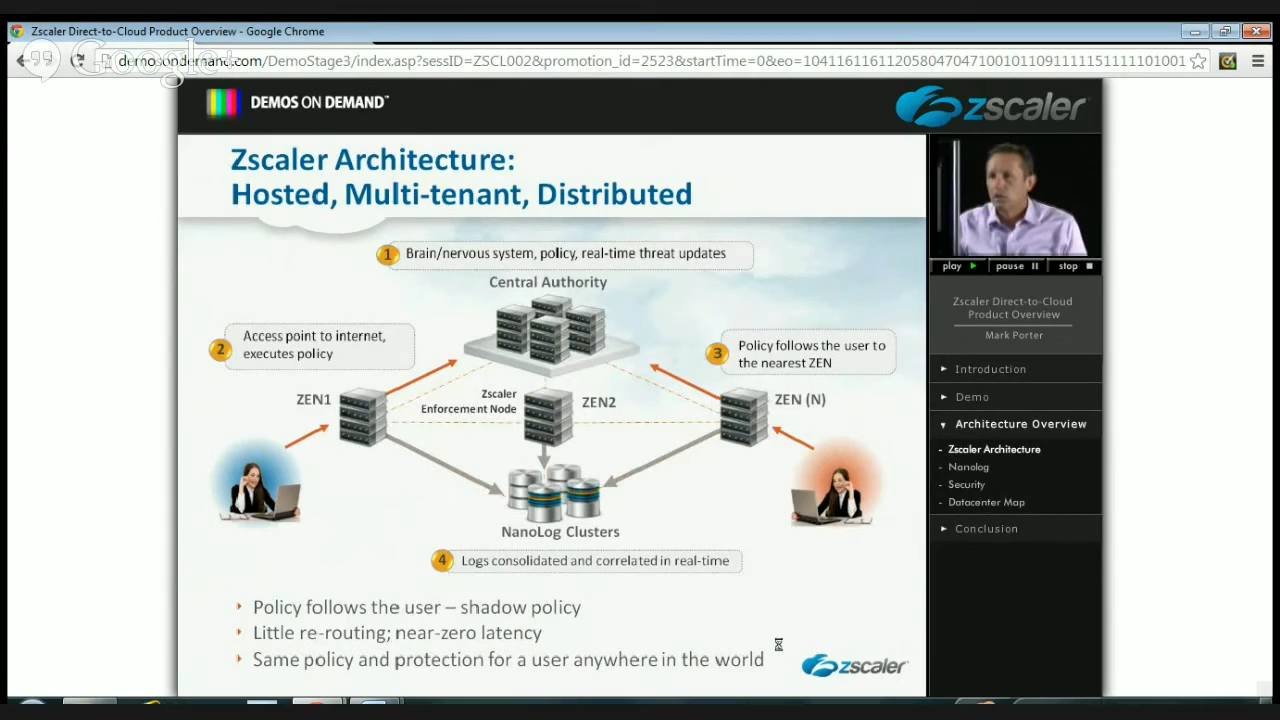 Zscaler Direct-to-Cloud Product Overview - Google Chrome
Google+
demosondemand.com/DemoStage3/index.asp?sessID=ZSCL002&promotion_id=2523&startTime=0&eo=
DEMOS ON DEMAND™
zscaler
Zscaler Architecture:
Hosted, Multi-tenant, Distributed
1 Brain/nervous system, policy, real-time threat updates
Central Authority
2 Access point to internet,
executes policy
3 Policy follows the user to
the nearest ZEN
ZEN1
Zscaler
Enforcement Node
ZEN2
ZEN (N)
NanoLog Clusters
4 Logs consolidated and correlated in real-time
Policy follows the user – shadow policy
Little re-routing; near-zero latency
Same policy and protection for a user anywhere in the world
zscaler
play pause stop
Zscaler Direct-to-Cloud
Product Overview
Mark Porter
Introduction
Demo
Architecture Overview
- Zscaler Architecture
- Nanolog
- Security
- Datacenter Map
Conclusion